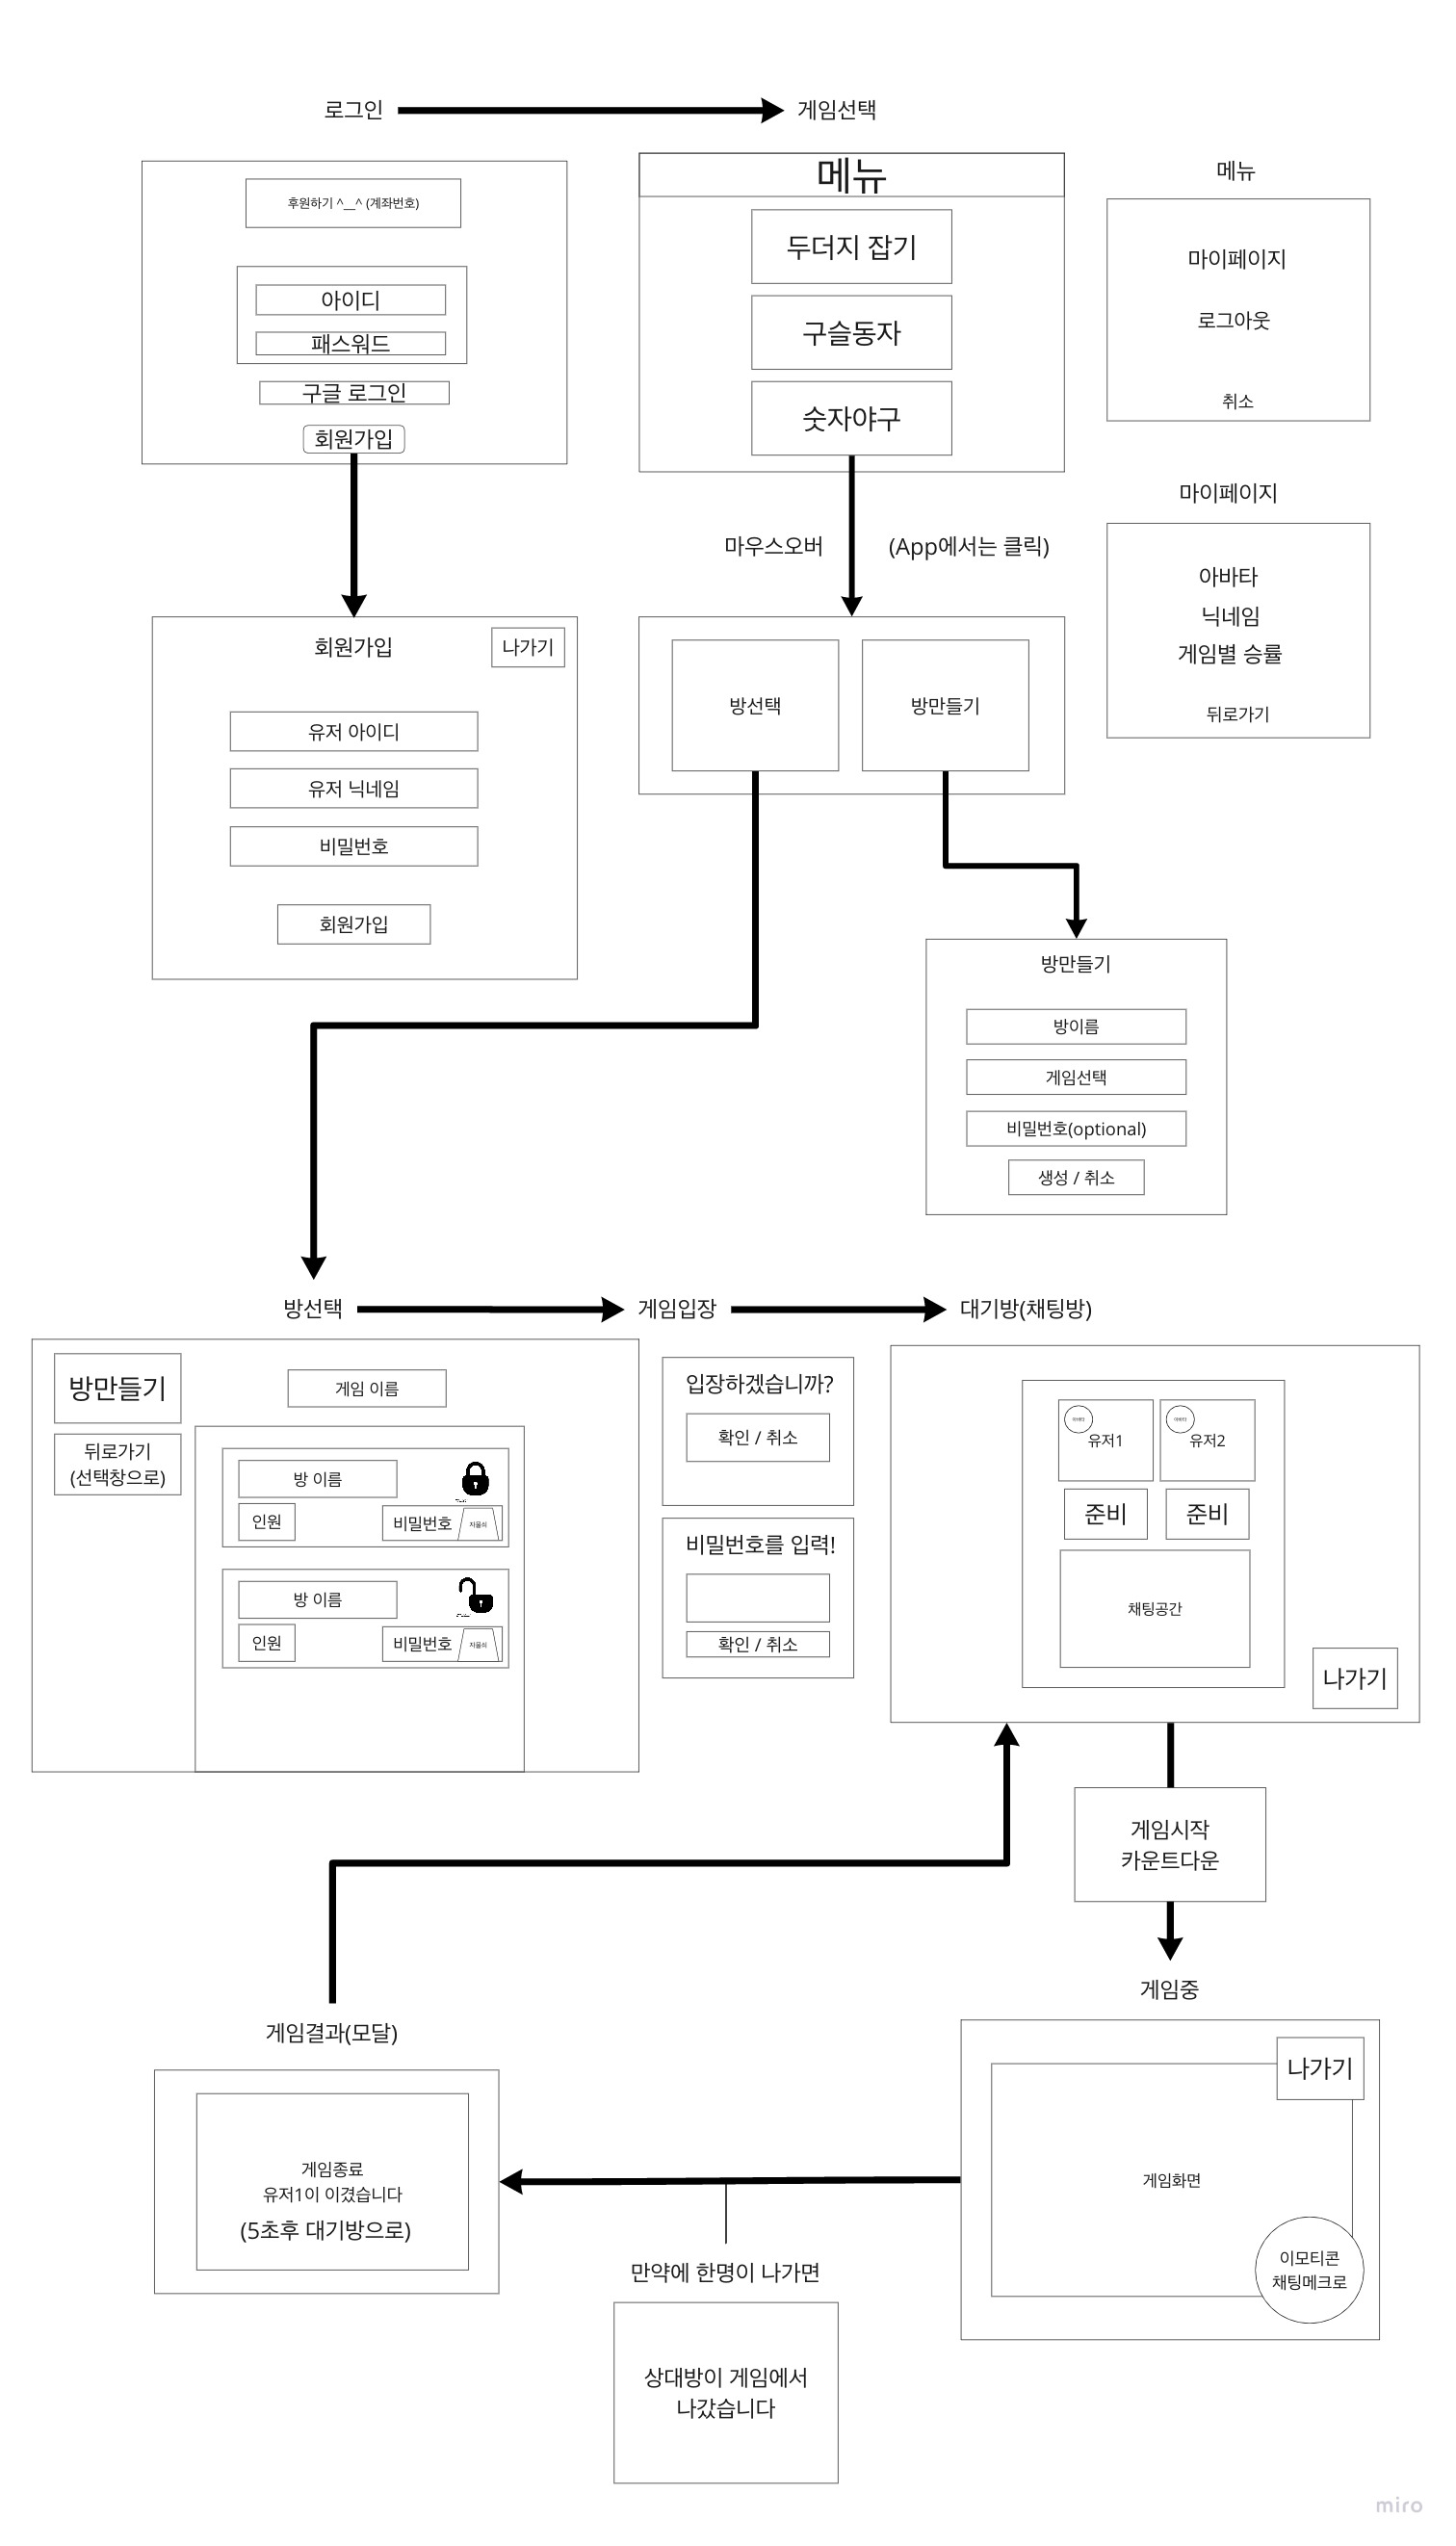 로그인
게임선택
후원하기 ^__^ (계좌번호)
아이디
패스워드
구글 로그인
회원가입
메뉴
두더지 잡기
구슬동자
숫자야구
메뉴
마이페이지
로그아웃
취소
마우스오버
(App에서는 클릭)
마이페이지
아바타
닉네임
게임별 승률
뒤로가기
회원가입
나가기
유저 아이디
유저 닉네임
비밀번호
회원가입
방선택
방만들기
방만들기
방이름
게임선택
비밀번호(optional)
생성 / 취소
방선택
게임입장
대기방(채팅방)
방만들기
뒤로가기
(선택창으로)
게임 이름
방 이름
인원
비밀번호
자물쇠
방 이름
인원
비밀번호
자물쇠
입장하겠습니까?
확인 / 취소
비밀번호를 입력!
확인 / 취소
유저1
유저2
준비
준비
채팅공간
나가기
게임시작
카운트다운
게임중
나가기
게임화면
이모티콘
채팅메크로
게임결과(모달)
게임종료
유저1이 이겼습니다
(5초후 대기방으로)
만약에 한명이 나가면
상대방이 게임에서
나갔습니다
miro